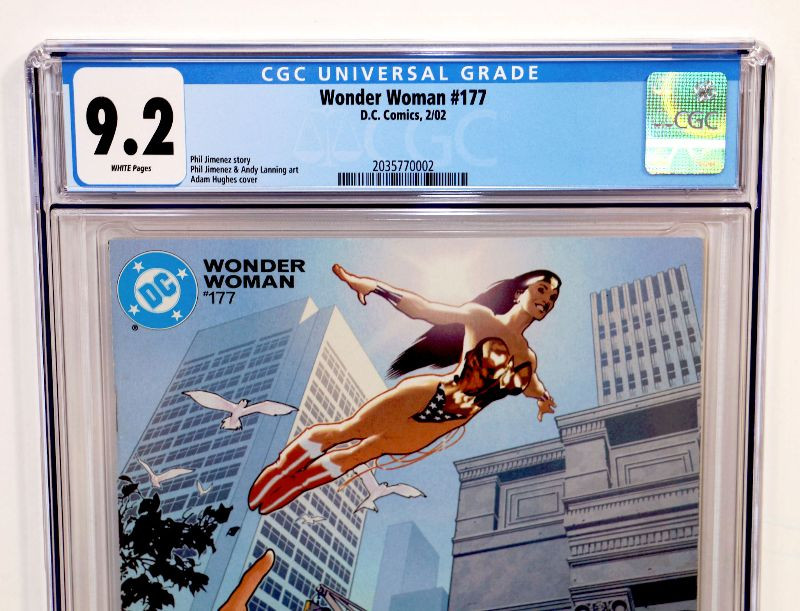 CGC UNIVERSAL GRADE
9.2
WHITE Pages
Wonder Woman #177
D.C. Comics, 2/02
Phil Jimenez story
Phil Jimenez & Andy Lanning art
Adam Hughes cover
2035770002
CGC
CGC
DC
®
WONDER
WOMAN
#177